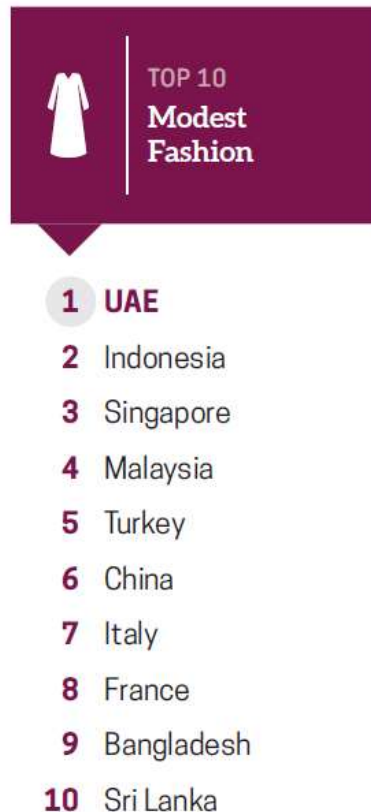 TOP 10
Modest
Fashion
1 UAE
2 Indonesia
3 Singapore
4 Malaysia
5 Turkey
6 China
7 Italy
8 France
9 Bangladesh
10 Sri Lanka